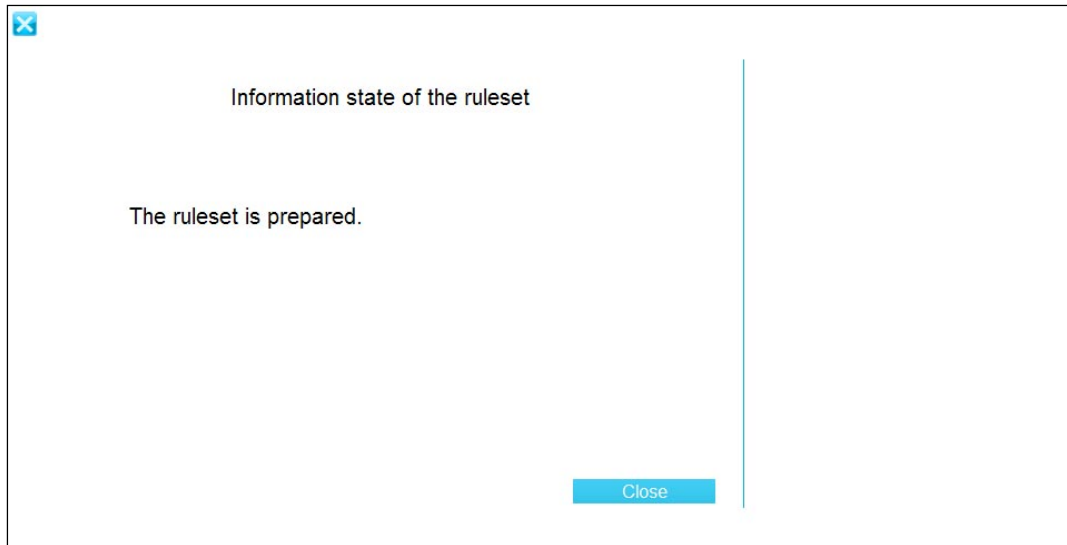 Information state of the ruleset
The ruleset is prepared.
Close